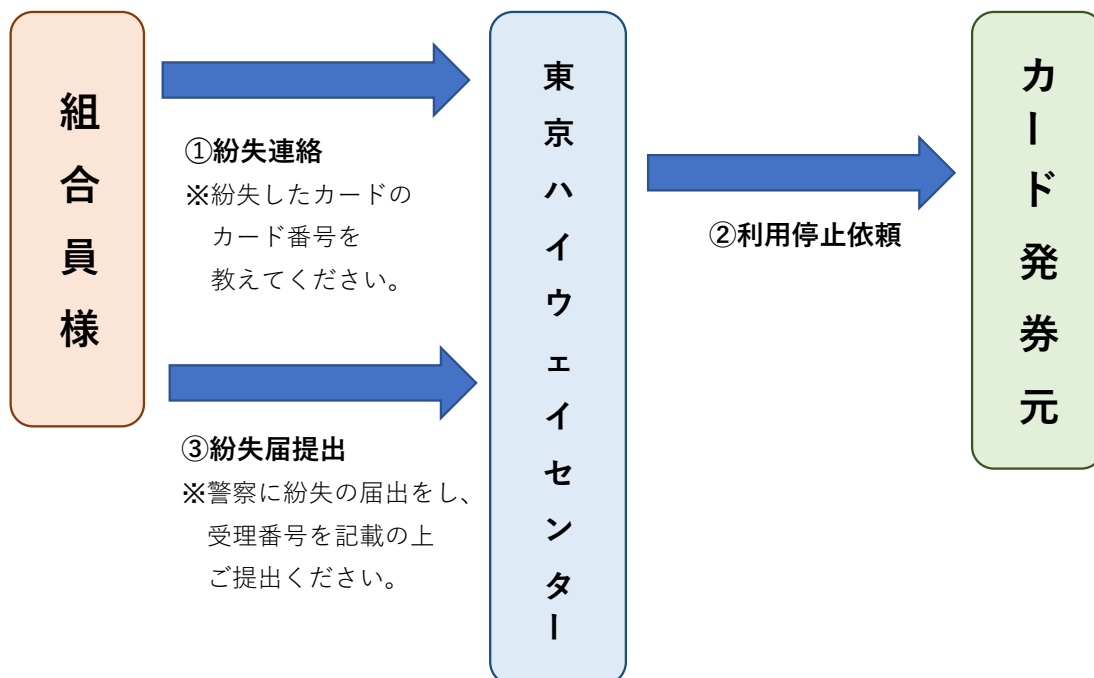 組合員様
①紛失連絡
※紛失したカードの
カード番号を
教えてください。
③紛失届提出
※警察に紛失の届出をし、
受理番号を記載の上
ご提出ください。
東京ハイウェイセンター
②利用停止依頼
カード発券元